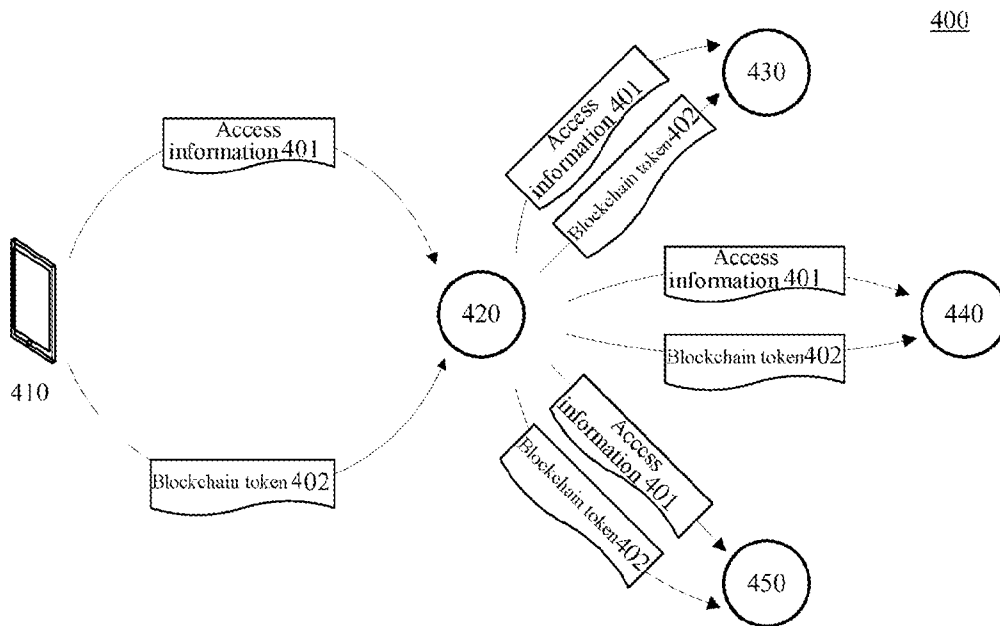 400
Access
information 401
Blockchain token 402
410
420
Access
information 401
Blockchain token 402
430
Access
information 401
Blockchain token 402
440
Access
information 401
Blockchain token 402
450